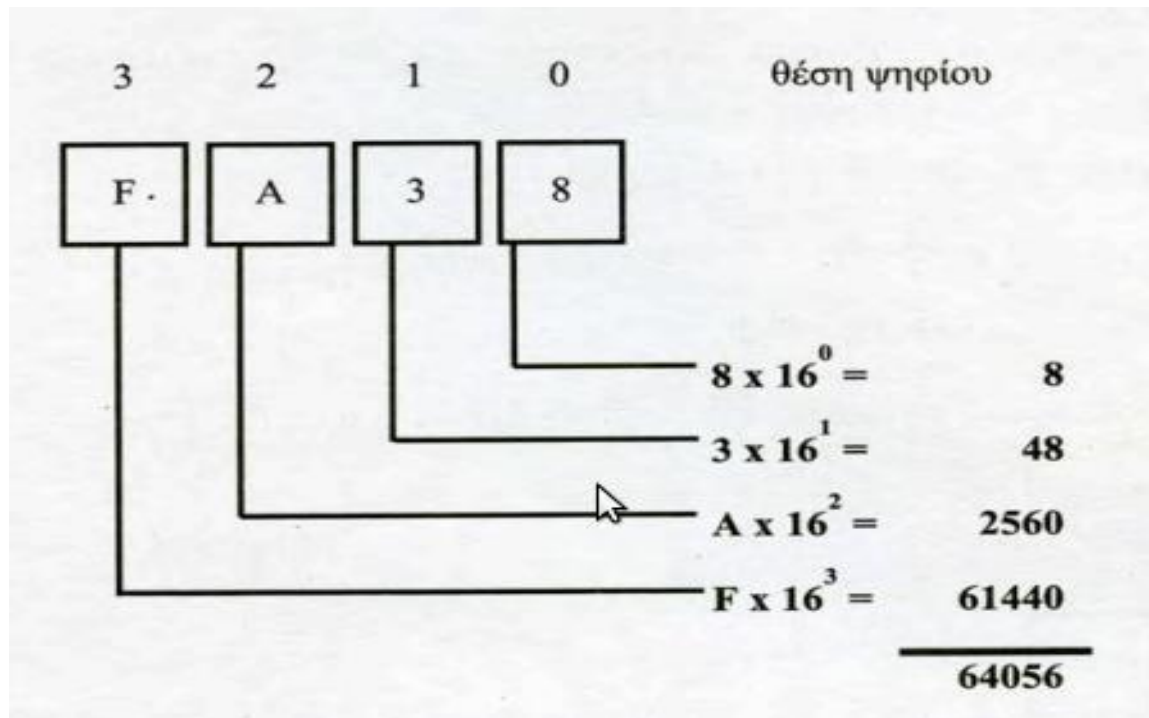 3 2 1 0 θέση ψηφίου
F. A 3 8
8 x 16⁰ = 8
3 x 16¹ = 48
A x 16² = 2560
F x 16³ = 61440
64056